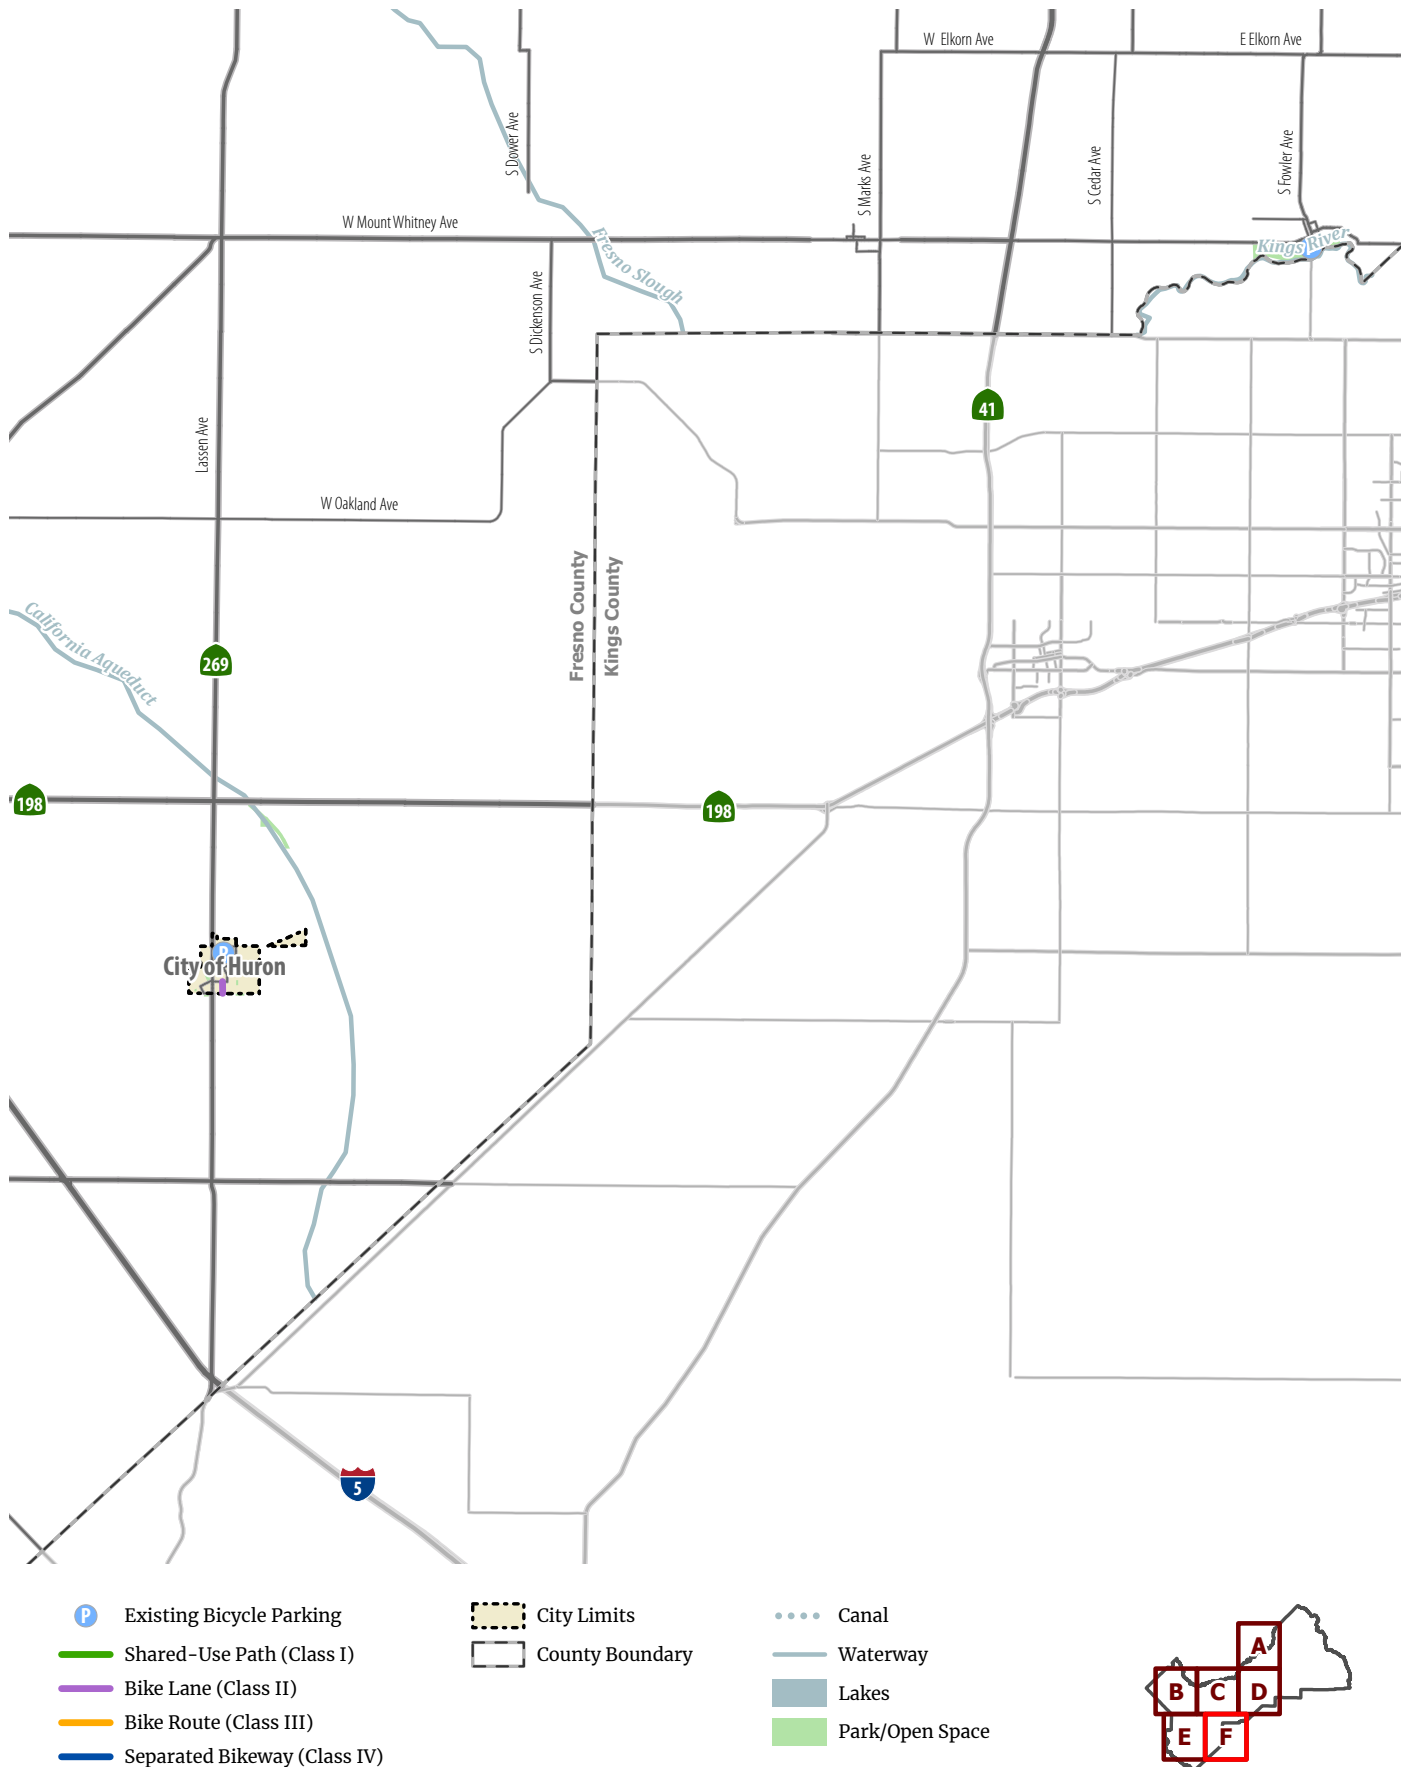 W Elkorn Ave
E Elkorn Ave
S Dower Ave
S Marks Ave
S Cedar Ave
S Fowler Ave
W Mount Whitney Ave
Fresno Slough
Kings River
S Dickenson Ave
41
Lassen Ave
W Oakland Ave
Fresno County
Kings County
California Aqueduct
269
198
198
P
City of Huron
5
P Existing Bicycle Parking
Shared-Use Path (Class I)
Bike Lane (Class II)
Bike Route (Class III)
Separated Bikeway (Class IV)
City Limits
County Boundary
Canal
Waterway
Lakes
Park/Open Space
A
B C D
E F